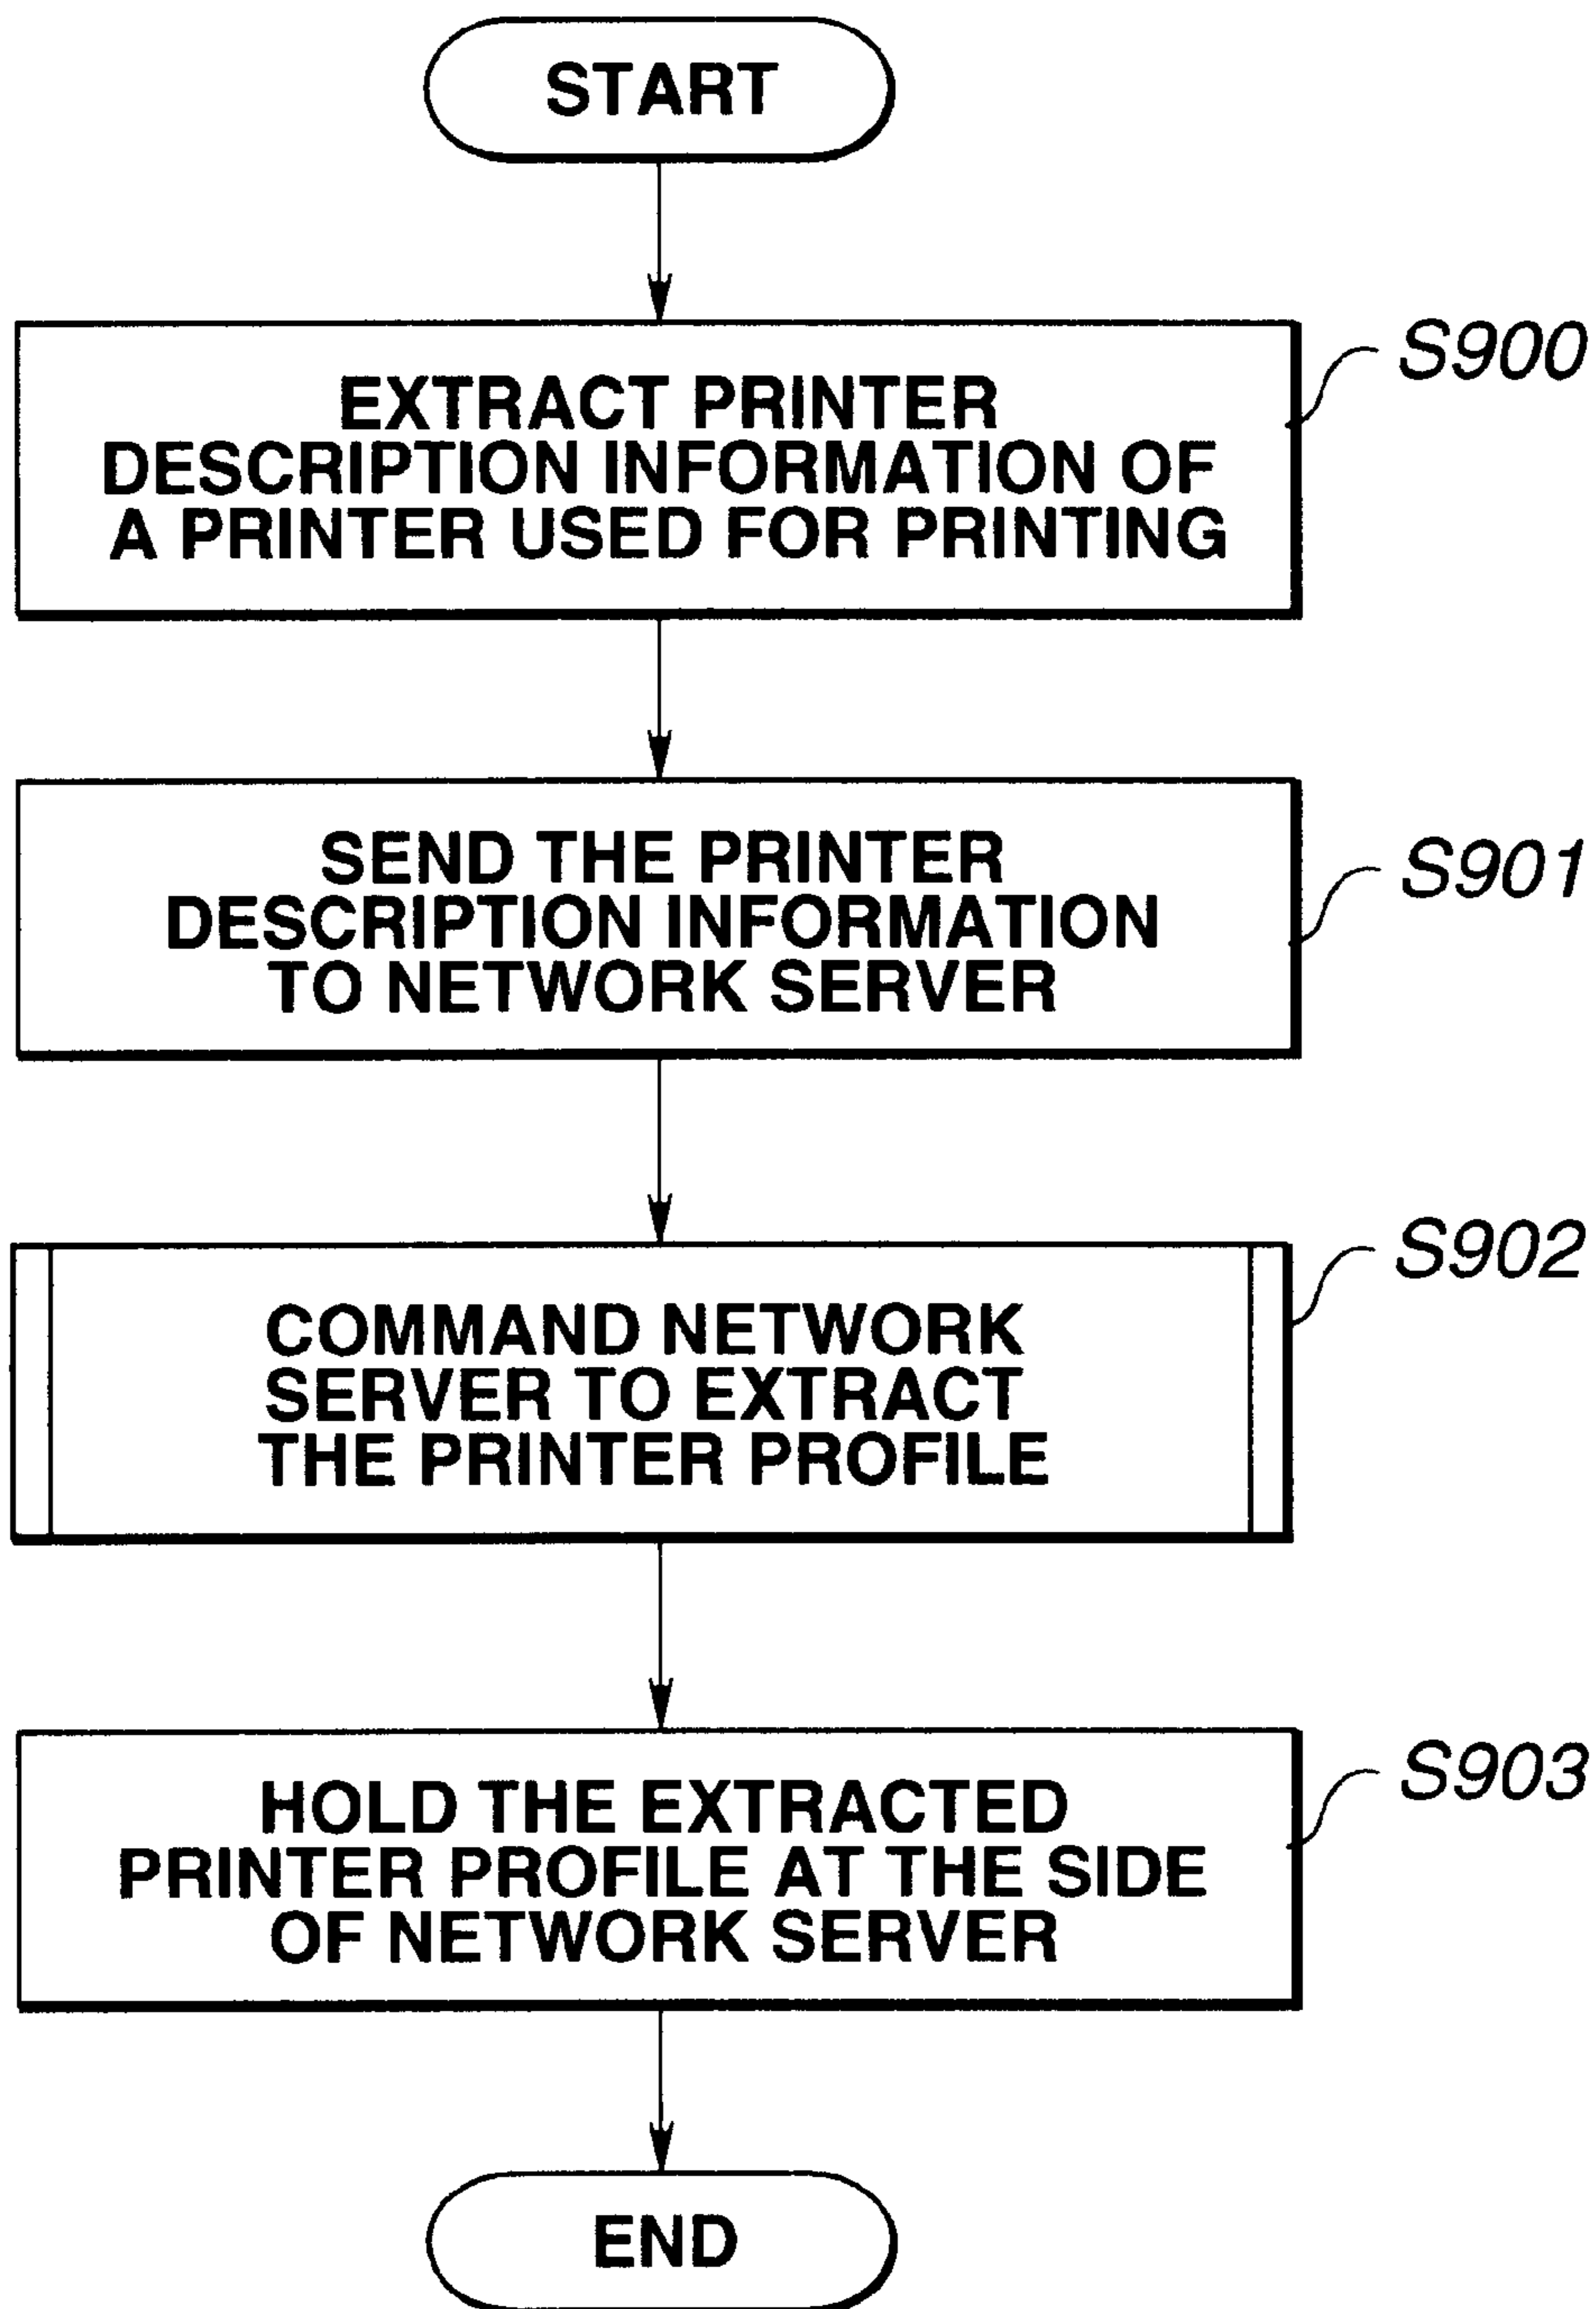 START
S900
EXTRACT PRINTER
DESCRIPTION INFORMATION OF
A PRINTER USED FOR PRINTING
S901
SEND THE PRINTER
DESCRIPTION INFORMATION
TO NETWORK SERVER
S902
COMMAND NETWORK
SERVER TO EXTRACT
THE PRINTER PROFILE
S903
HOLD THE EXTRACTED
PRINTER PROFILE AT THE SIDE
OF NETWORK SERVER
END